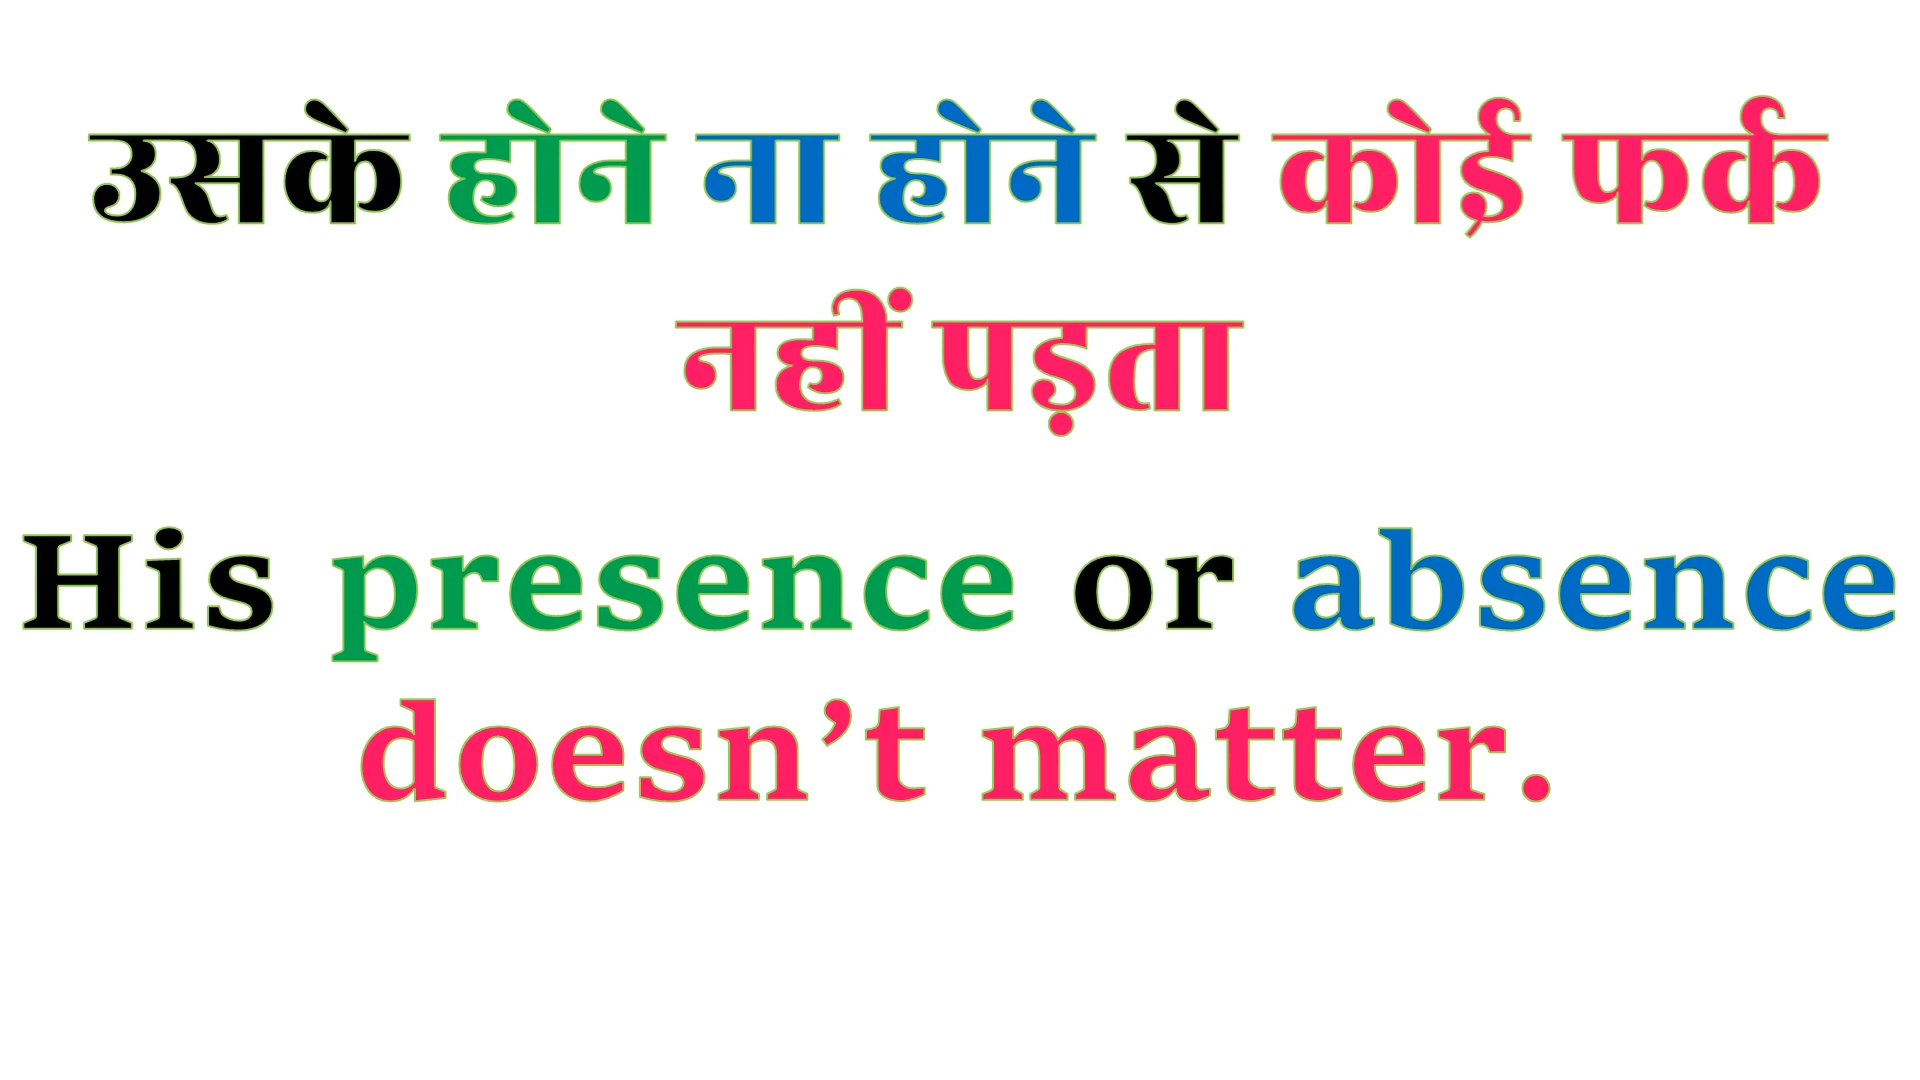 उसके होने ना होने से कोई फर्क
नहीं पड़ता
His presence or absence
doesn’t matter.